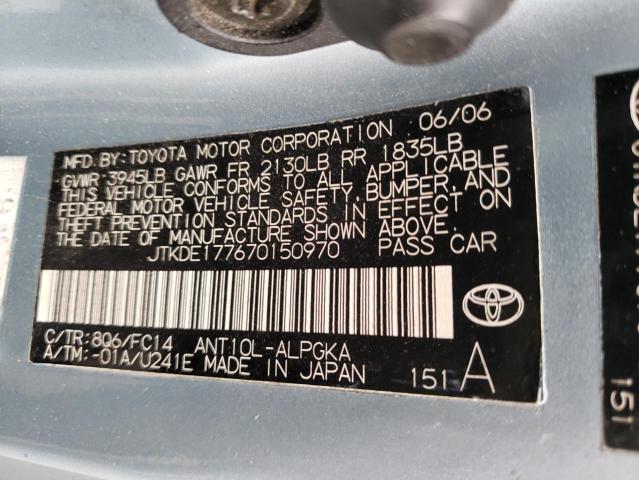 MFD. BY: TOYOTA MOTOR CORPORATION 06/06
GVWR 3945LB GAWR FR 2130LB RR 1835LB
THIS VEHICLE CONFORMS TO ALL APPLICABLE
FEDERAL MOTOR VEHICLE SAFETY, BUMPER, AND
THEFT PREVENTION STANDARDS IN EFFECT ON
THE DATE OF MANUFACTURE SHOWN ABOVE.
JTKDE177670150970 PASS CAR
C/TR: 8Q6/FC14 ANT10L-ALPGKA
A/TM: -01A/U241E MADE IN JAPAN
151 A
151